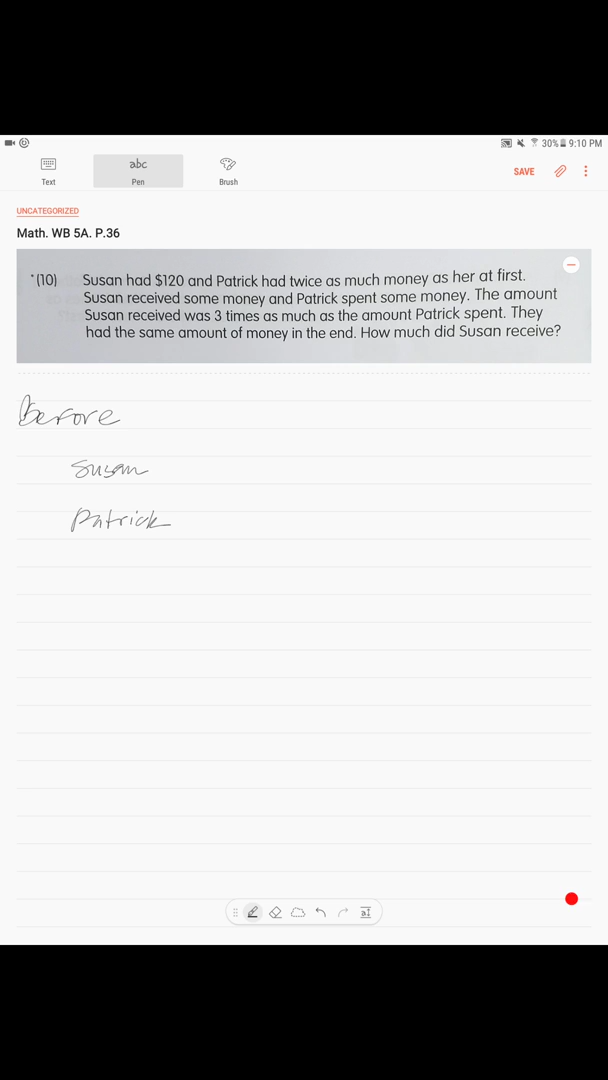 30% 9:10 PM
Text
abc
Pen
Brush
SAVE
UNCATEGORIZED
Math. WB 5A. P.36
*(10) Susan had $120 and Patrick had twice as much money as her at first.
Susan received some money and Patrick spent some money. The amount
Susan received was 3 times as much as the amount Patrick spent. They
had the same amount of money in the end. How much did Susan receive?
Before
Susan
Patrick
aI